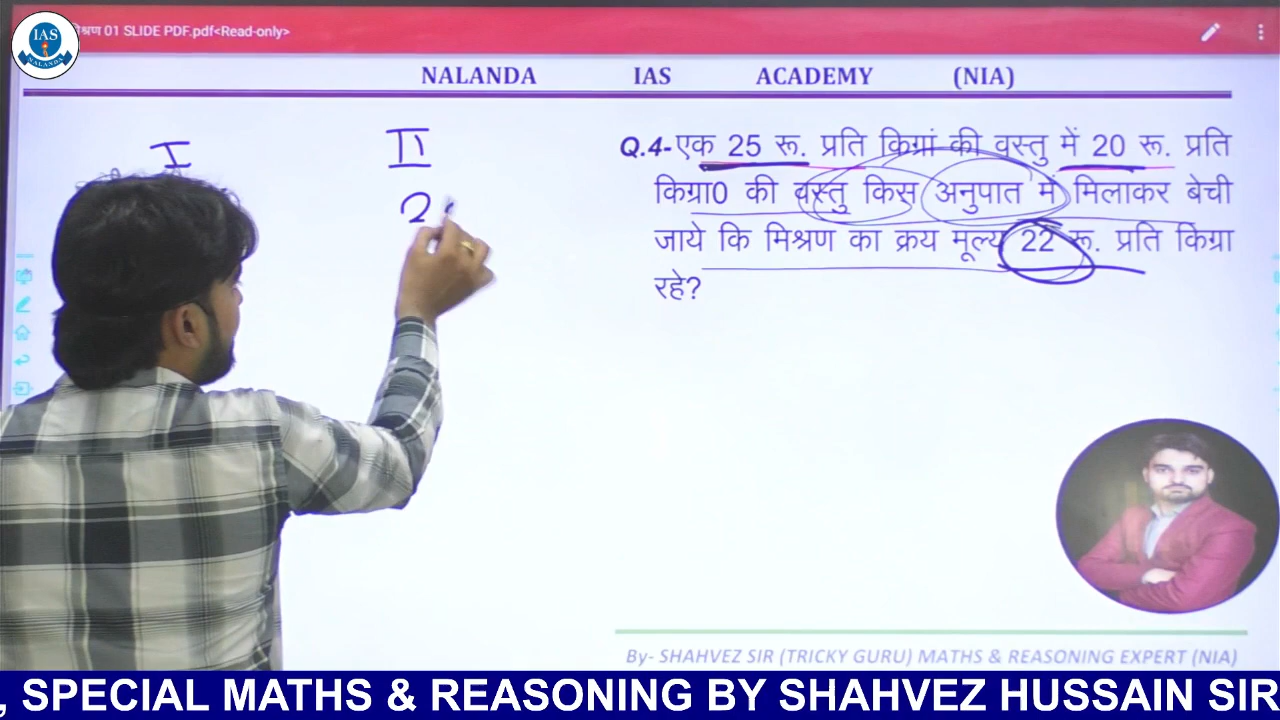 IAS
NALANDA
श्रण 01 SLIDE PDF.pdf<Read-only>
NALANDA IAS ACADEMY (NIA)
I II
2
Q.4-एक 25 रू. प्रति किग्रां की वस्तु में 20 रू. प्रति
किग्रा0 की वस्तु किस अनुपात में मिलाकर बेची
जाये कि मिश्रण का क्रय मूल्य 22 रू. प्रति किग्रा
रहे?
By- SHAHVEZ SIR (TRICKY GURU) MATHS & REASONING EXPERT (NIA)
, SPECIAL MATHS & REASONING BY SHAHVEZ HUSSAIN SIR